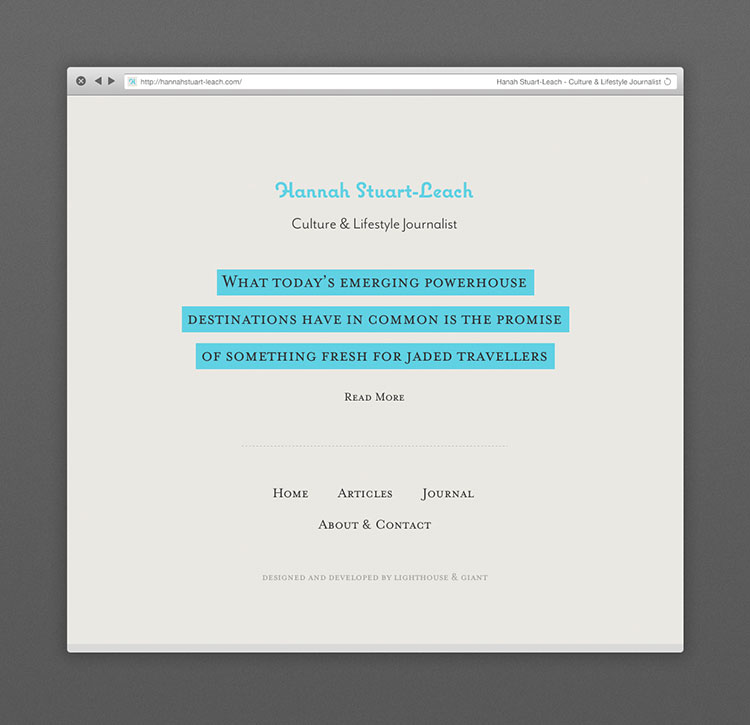 http://hannahstuart-leach.com/ Hanah Stuart-Leach - Culture & Lifestyle Journalist
Hannah Stuart-Leach
Culture & Lifestyle Journalist
What today's emerging powerhouse
destinations have in common is the promise
of something fresh for jaded travellers
Read More
Home Articles Journal
About & Contact
designed and developed by lighthouse & giant